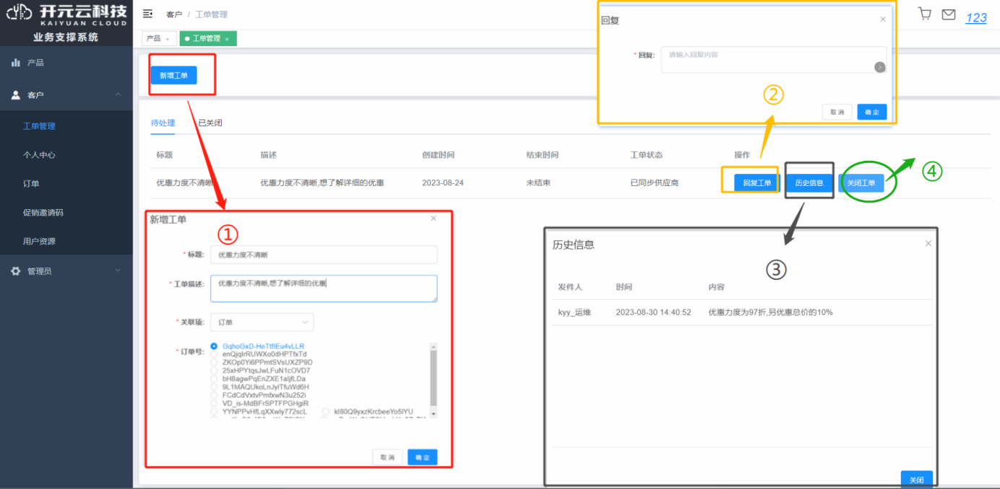 开元云科技
KAIYUAN CLOUD
业务支撑系统
产品
客户
工单管理
个人中心
订单
促销邀请码
用户资源
管理员
客户 / 工单管理
123
产品 ×
工单管理 ×
新增工单
回复
×
* 回复:
请输入回复内容
②
取消
确定
待处理
已关闭
标题 描述 创建时间 结束时间 工单状态 操作
优惠力度不清晰 优惠力度不清晰,想了解详细的优惠 2023-08-24 未结束 已同步供应商 回复工单 历史信息 关闭工单
④
新增工单
×
①
* 标题: 优惠力度不清晰
* 工单描述: 优惠力度不清晰,想了解详细的优惠
* 关联项: 订单
* 订单号:
GqhoGxD-HeTtflEu4vLLR
enQjqIrRUWXo0dHPTfxTd
ZKOp0Yi6PPmtSVsUXZP9D
25xHPYtqsJwLFuN1cOVD7
bH8agwPqEnZXE1aljfLDa
9L1MAQUkoLnJyITfuWd6H
FCdCdVxtvPmfxwN3u252i
VD_is-MdBFrSPTFPGHgiR
YYNPPvHfLqXXwly772scL kI80Q9yxzKrcbeeYo5IYU
取消
确定
历史信息
×
③
发件人 时间 内容
kyy_运维 2023-08-30 14:40:52 优惠力度为97折,另优惠总价的10%
关闭